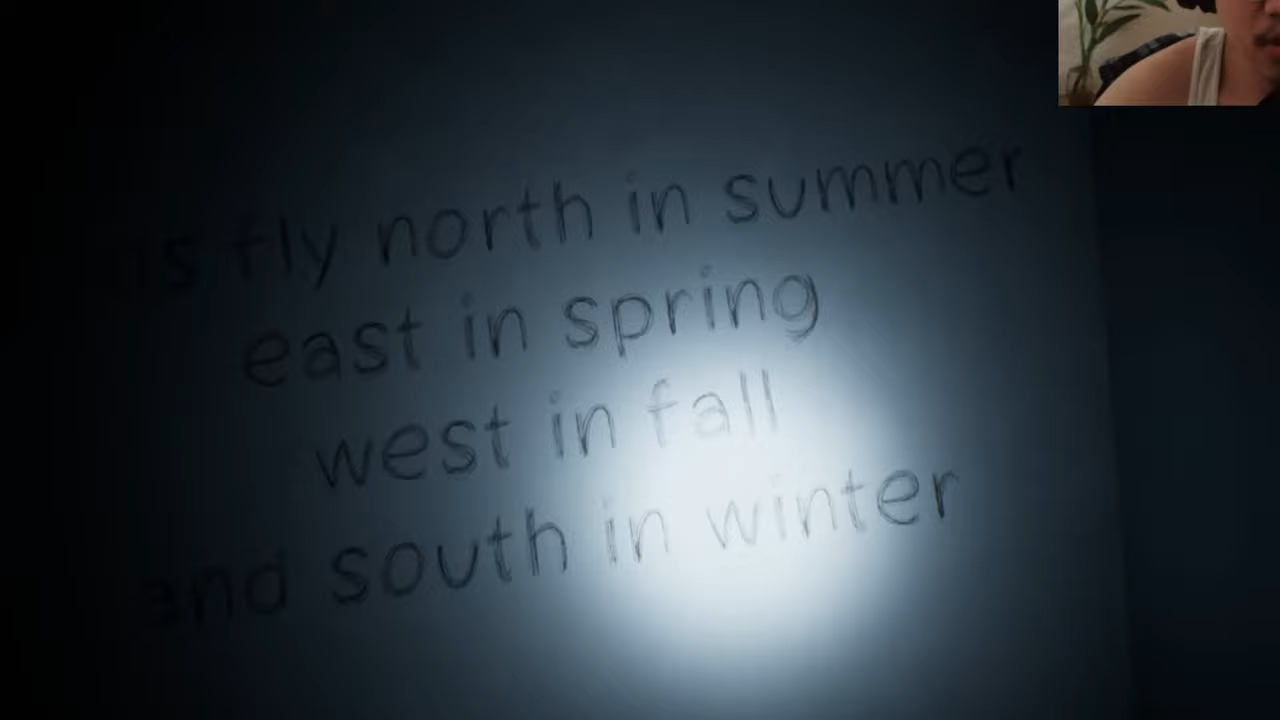 fly north in summer
east in spring
west in fall
and south in winter